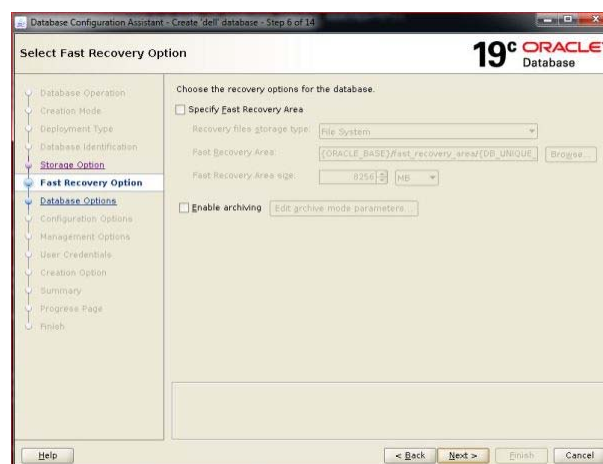 Database Configuration Assistant - Create 'dell' database - Step 6 of 14
Select Fast Recovery Option
19c ORACLE
Database
Database Operation
Creation Mode
Deployment Type
Database Identification
Storage Option
Fast Recovery Option
Database Options
Configuration Options
Management Options
User Credentials
Creation Option
Summary
Progress Page
Finish
Choose the recovery options for the database.
Specify Fast Recovery Area
Recovery files storage type: File System
Fast Recovery Area: {ORACLE_BASE}/fast_recovery_area/{DB_UNIQUE_ Browse...
Fast Recovery Area size: 8256 MB
Enable archiving Edit archive mode parameters...
Help
< Back Next > Finish Cancel